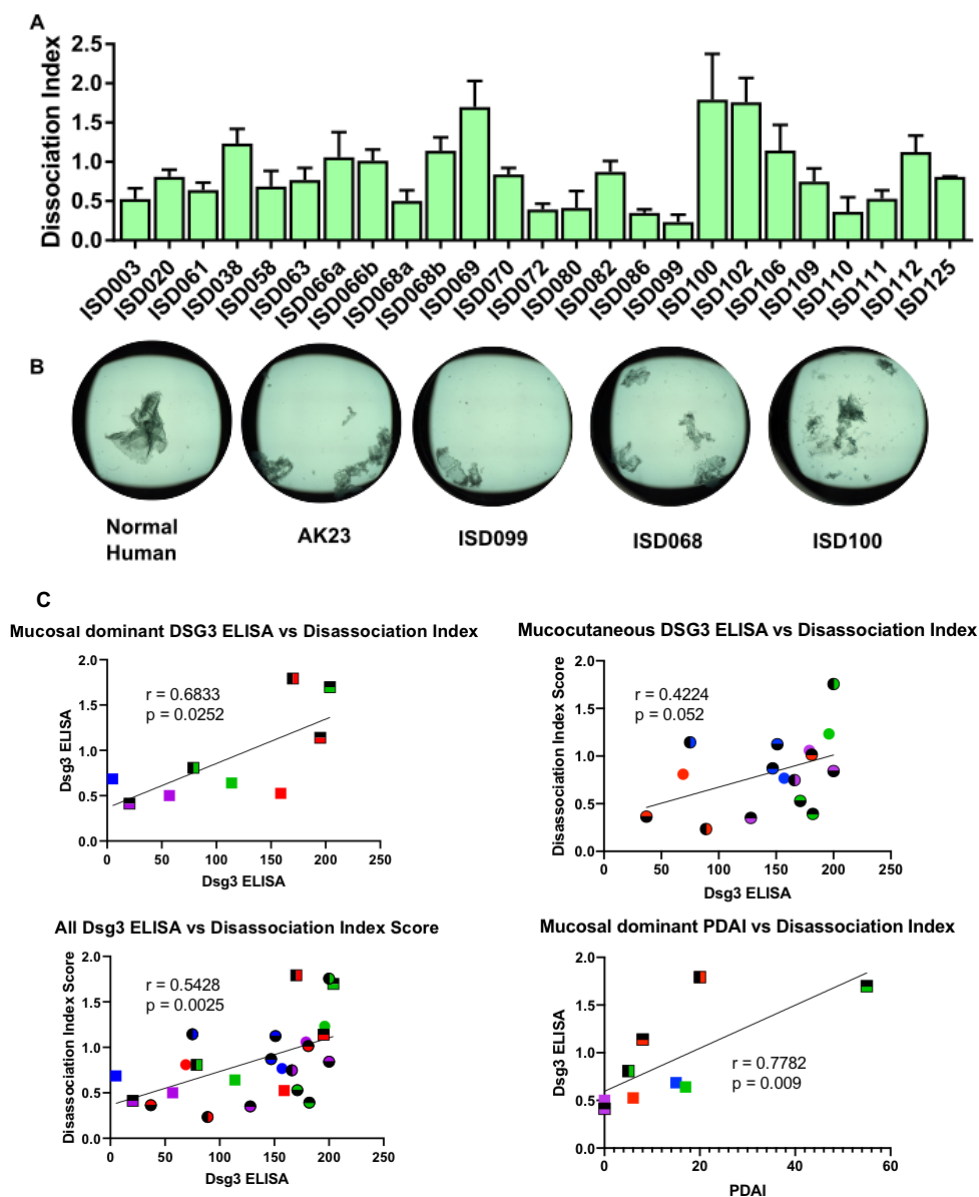 A
Dissociation Index
2.5
2.0
1.5
1.0
0.5
0.0
ISD003
ISD020
ISD061
ISD038
ISD058
ISD063
ISD066a
ISD066b
ISD068a
ISD068b
ISD069
ISD070
ISD072
ISD080
ISD082
ISD086
ISD099
ISD100
ISD102
ISD106
ISD109
ISD110
ISD111
ISD112
ISD125
B
Normal
Human
AK23
ISD099
ISD068
ISD100
C
Mucosal dominant DSG3 ELISA vs Disassociation Index
Dsg3 ELISA
2.0
1.5
1.0
0.5
0.0
r = 0.6833
p = 0.0252
0 50 100 150 200 250
Dsg3 ELISA
Mucocutaneous DSG3 ELISA vs Disassociation Index
Disassociation Index Score
2.0
1.5
1.0
0.5
0.0
r = 0.4224
p = 0.052
0 50 100 150 200 250
Dsg3 ELISA
All Dsg3 ELISA vs Disassociation Index Score
Disassociation Index Score
2.0
1.5
1.0
0.5
0.0
r = 0.5428
p = 0.0025
0 50 100 150 200 250
Dsg3 ELISA
Mucosal dominant PDAI vs Disassociation Index
Dsg3 ELISA
2.0
1.5
1.0
0.5
0.0
r = 0.7782
p = 0.009
0 20 40 60
PDAI